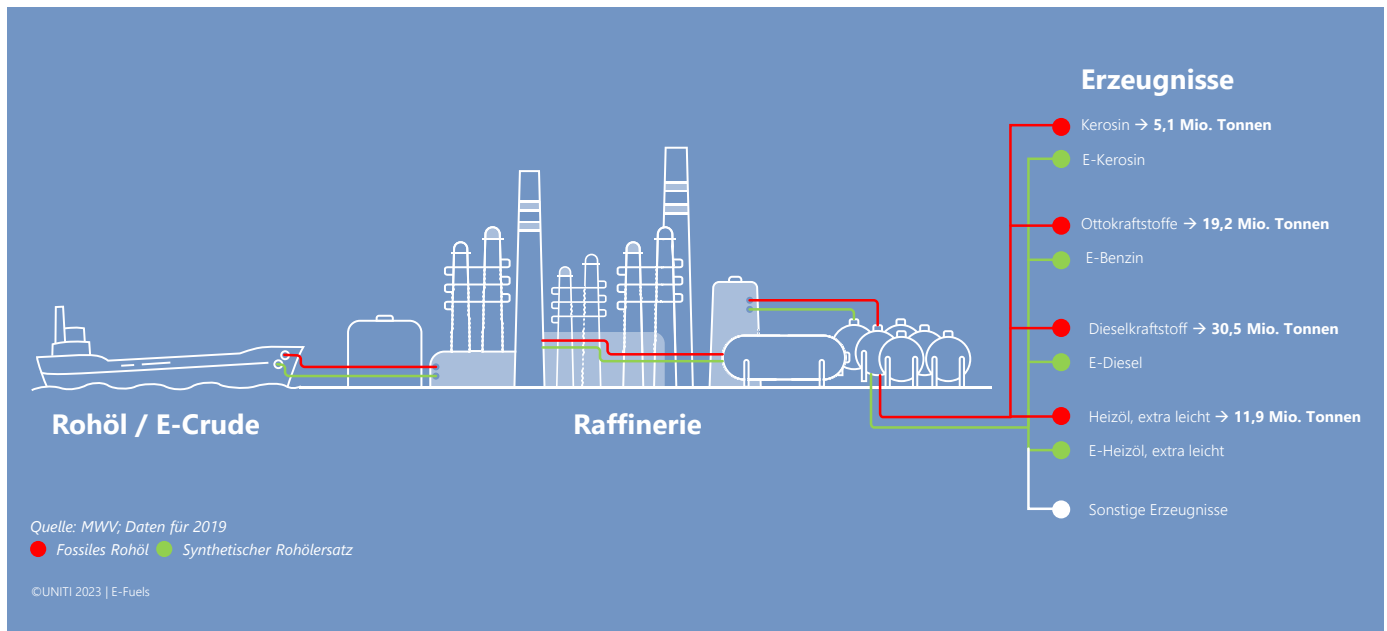 Erzeugnisse
Kerosin → 5,1 Mio. Tonnen
E-Kerosin
Ottokraftstoffe → 19,2 Mio. Tonnen
E-Benzin
Dieselkraftstoff → 30,5 Mio. Tonnen
E-Diesel
Heizöl, extra leicht → 11,9 Mio. Tonnen
E-Heizöl, extra leicht
Sonstige Erzeugnisse
Rohöl / E-Crude
Raffinerie
Quelle: MWV; Daten für 2019
Fossiles Rohöl Synthetischer Rohölersatz
©UNITI 2023 | E-Fuels